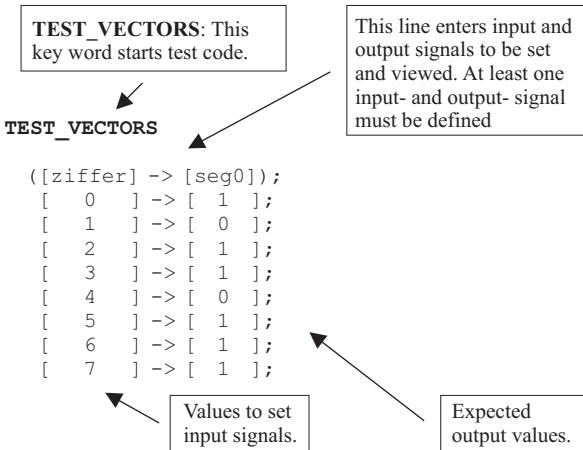 TEST_VECTORS: This
key word starts test code.
This line enters input and
output signals to be set
and viewed. At least one
input- and output- signal
must be defined
TEST_VECTORS
([ziffer] -> [seg0]);
[ 0 ] -> [ 1 ];
[ 1 ] -> [ 0 ];
[ 2 ] -> [ 1 ];
[ 3 ] -> [ 1 ];
[ 4 ] -> [ 0 ];
[ 5 ] -> [ 1 ];
[ 6 ] -> [ 1 ];
[ 7 ] -> [ 1 ];
Values to set
input signals.
Expected
output values.